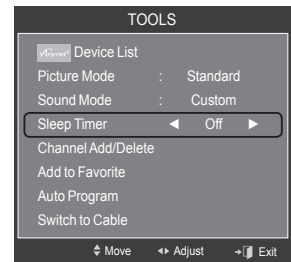 TOOLS
Anynet+ Device List
Picture Mode : Standard
Sound Mode : Custom
Sleep Timer ◄ Off ►
Channel Add/Delete
Add to Favorite
Auto Program
Switch to Cable
Move Adjust Exit